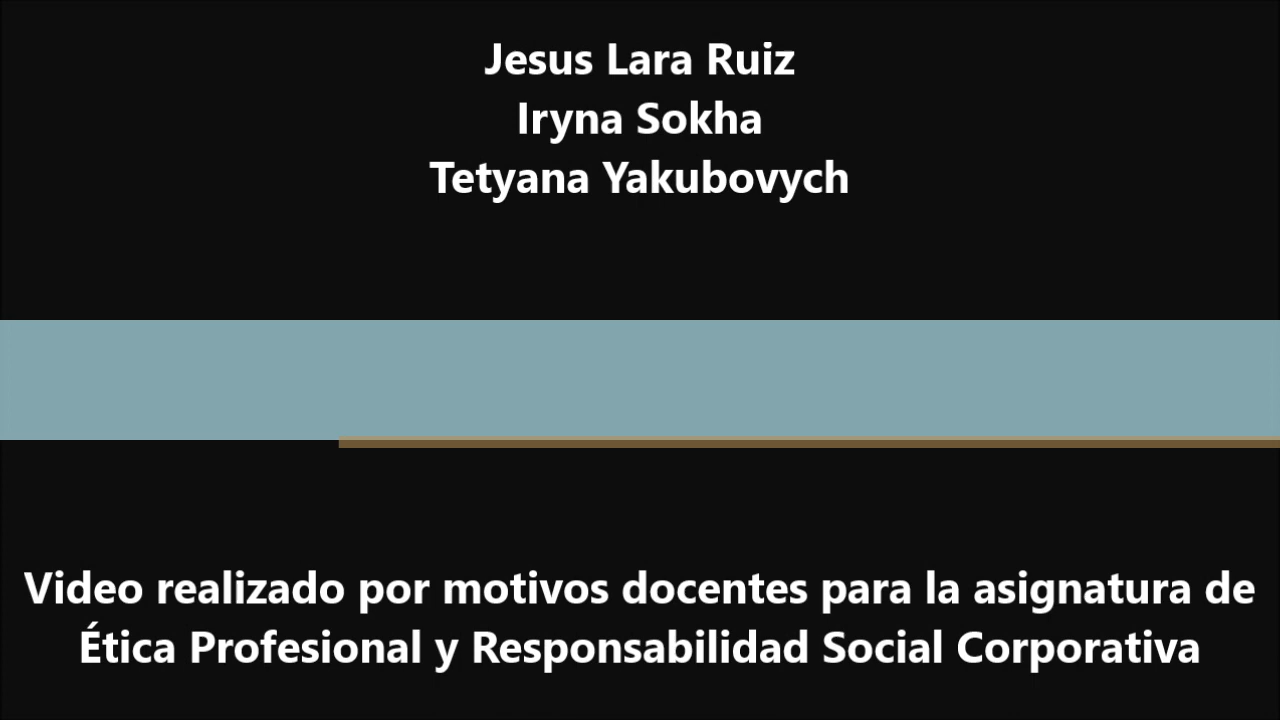 Jesus Lara Ruiz
Iryna Sokha
Tetyana Yakubovych
Video realizado por motivos docentes para la asignatura de
Ética Profesional y Responsabilidad Social Corporativa